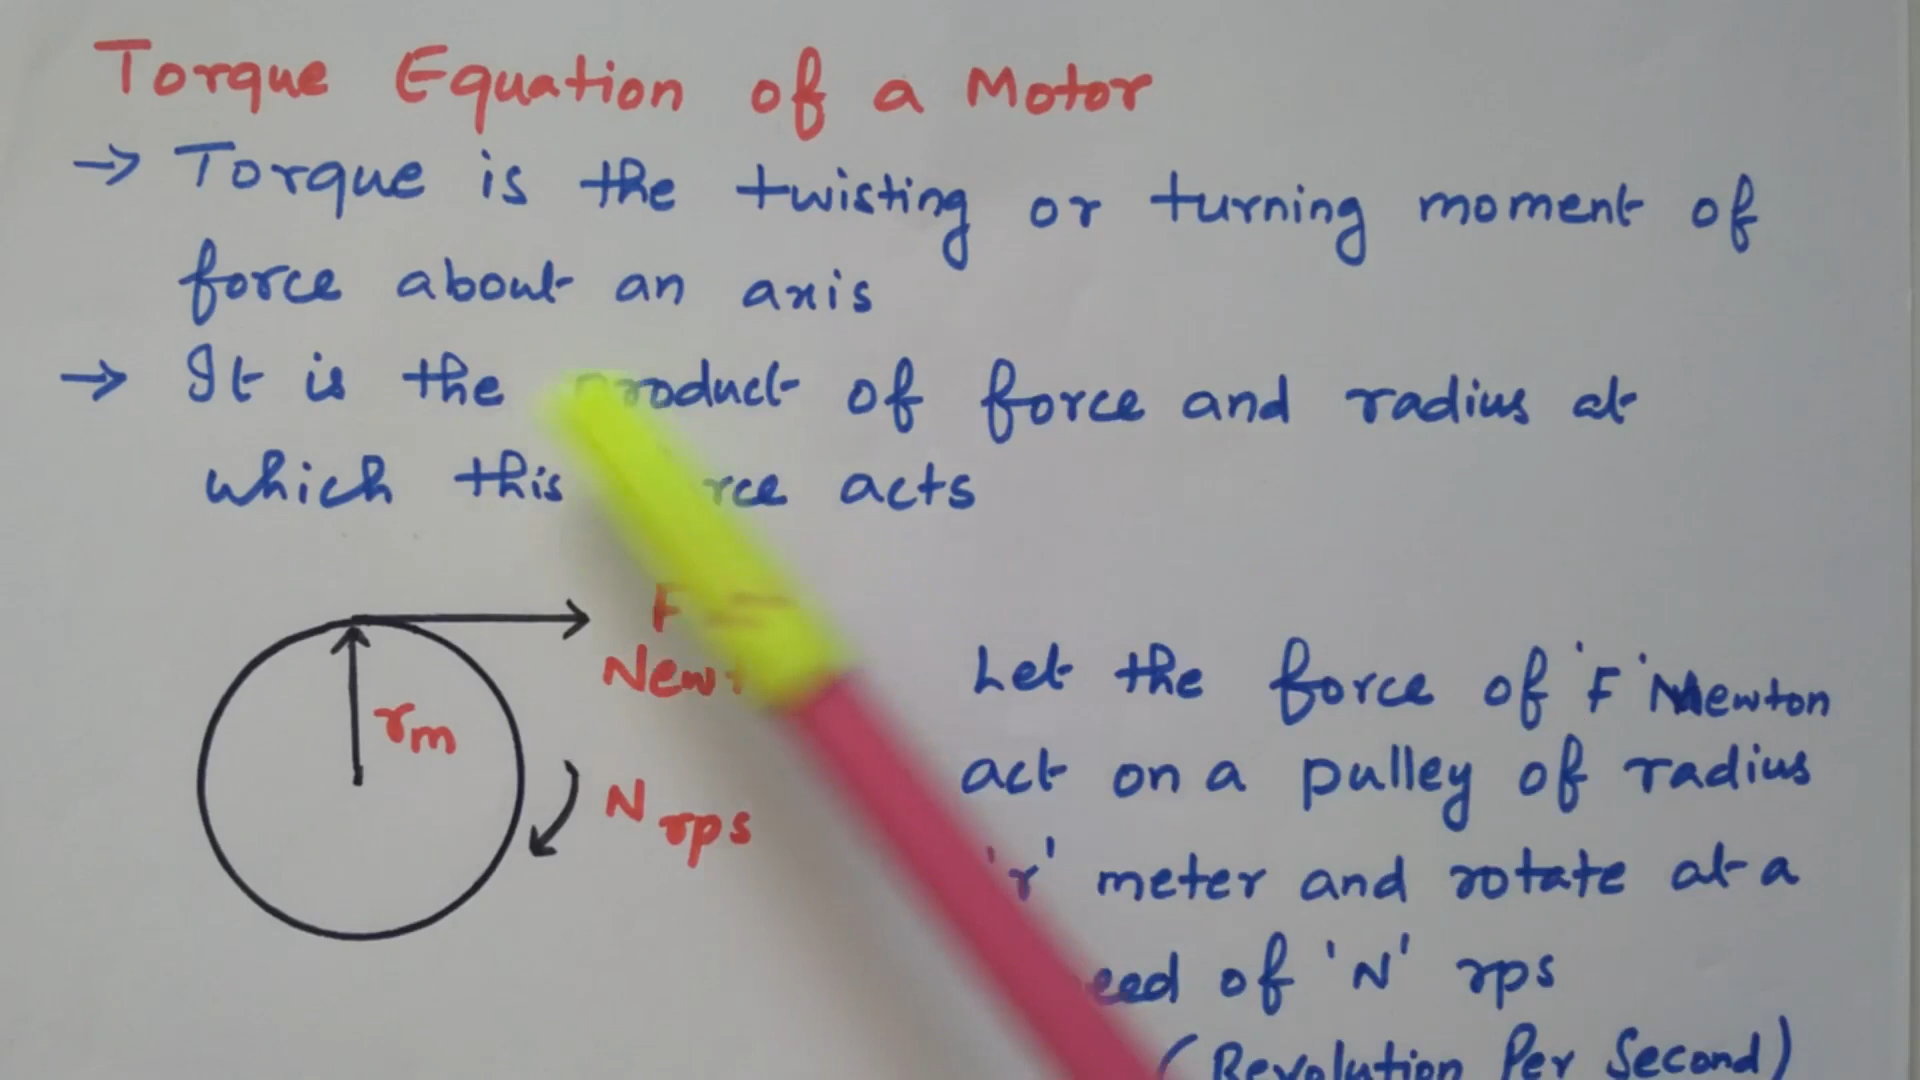 Torque Equation of a Motor
→ Torque is the twisting or turning moment of
force about an axis
→ It is the product of force and radius at
which this acts
F
rm
N rps
Let the force of 'F' Newton
act on a pulley of radius
'r' meter and rotate at a
of 'N' rps
(Revolution Per Second)